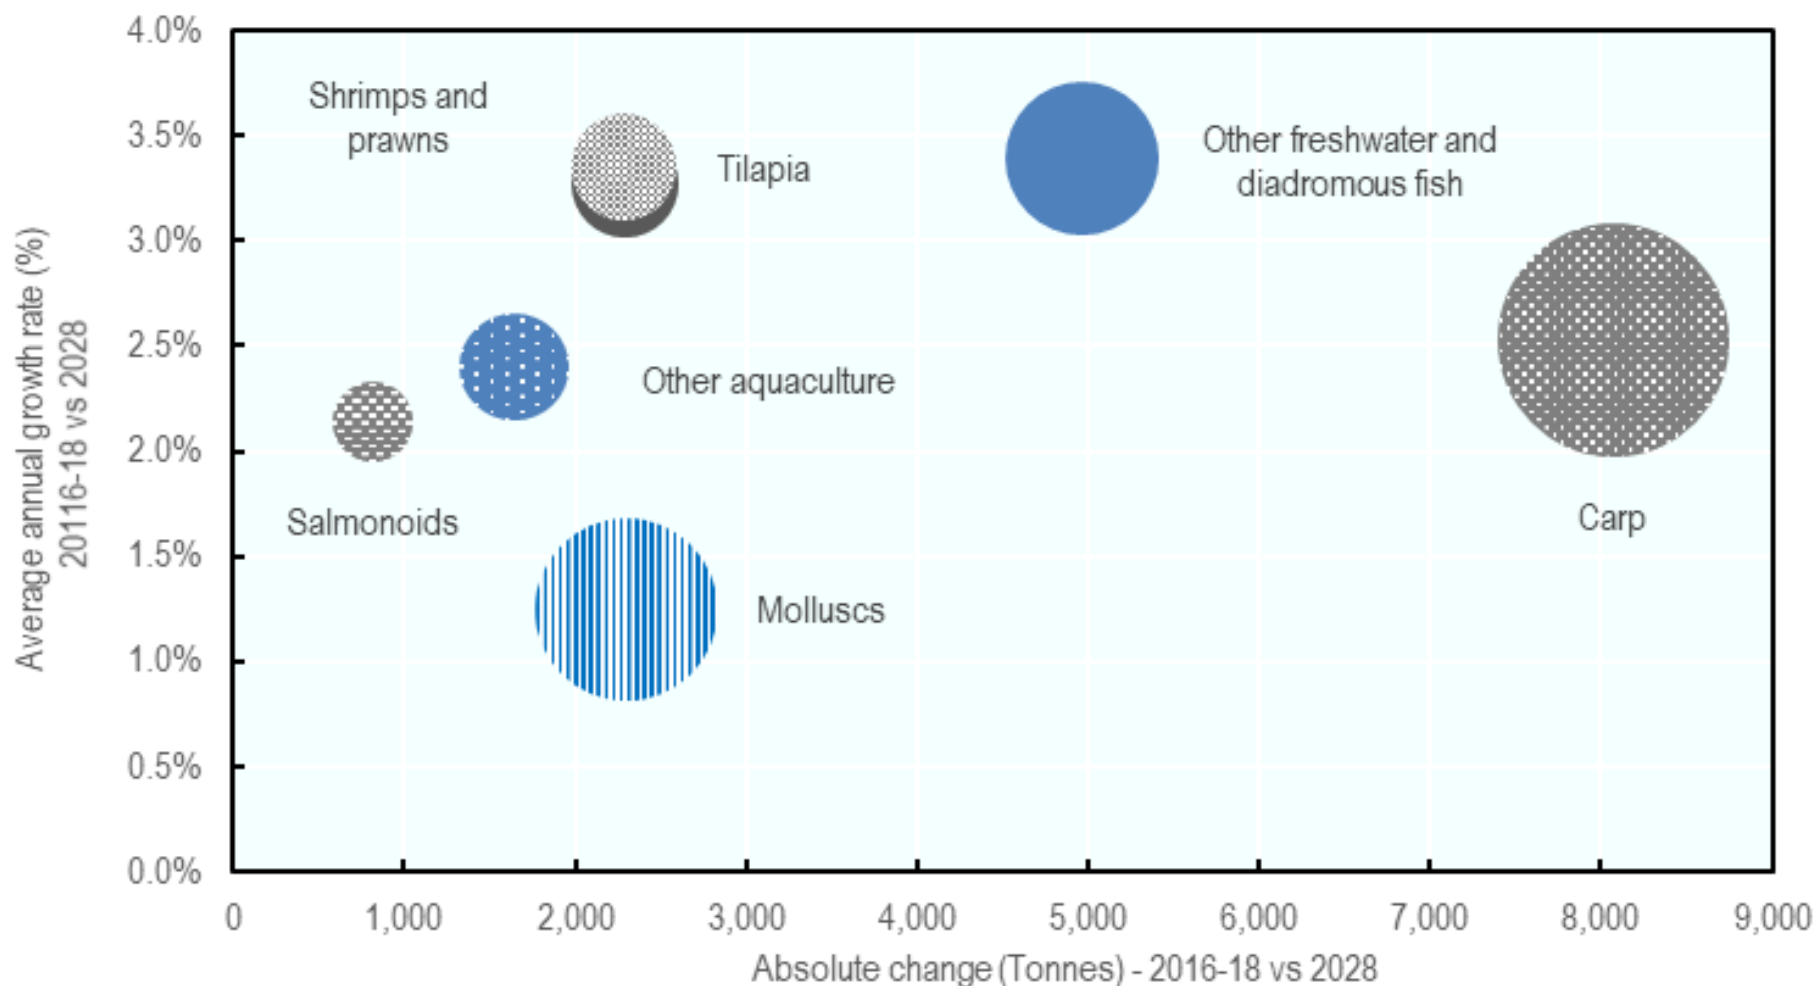 4.0%
3.5%
3.0%
2.5%
2.0%
1.5%
1.0%
0.5%
0.0%
Average annual growth rate (%)
20116-18 vs 2028
Shrimps and
prawns
Tilapia
Other freshwater and
diadromous fish
Other aquaculture
Salmonoids
Carp
Molluscs
0
1,000
2,000
3,000
4,000
5,000
6,000
7,000
8,000
9,000
Absolute change (Tonnes) - 2016-18 vs 2028